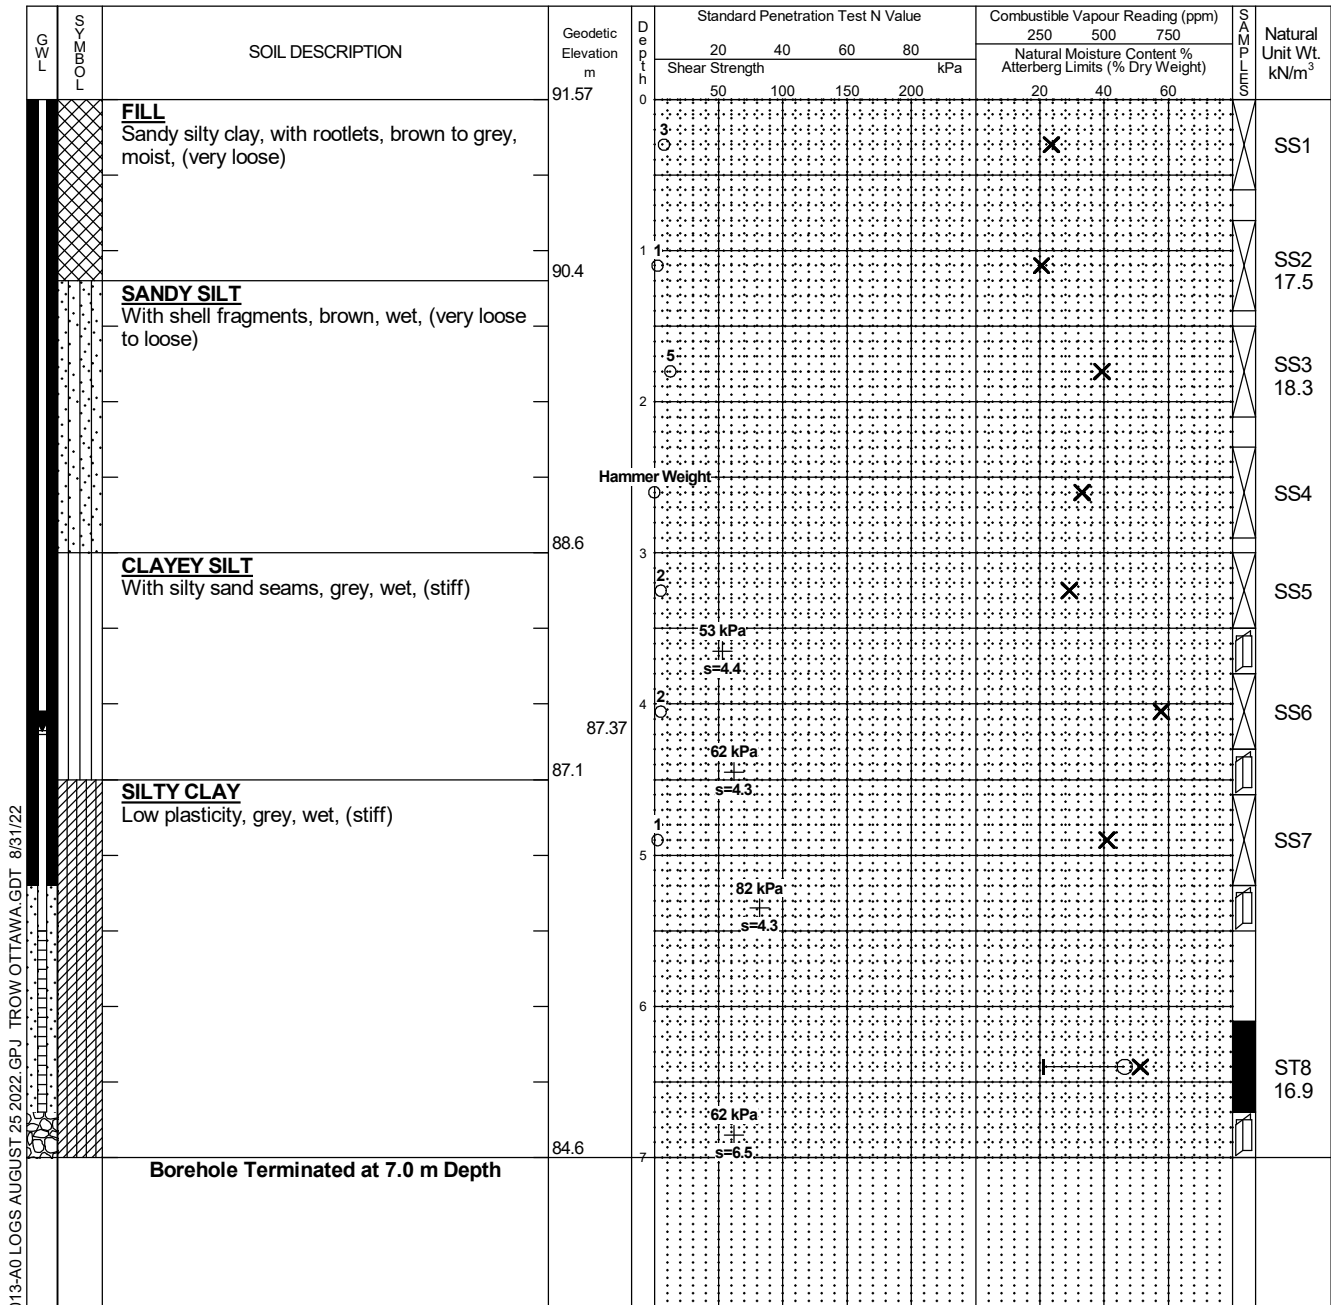 GWL
SYMBOL
SOIL DESCRIPTION
Geodetic
Elevation
m
Depth
Standard Penetration Test N Value
20 40 60 80
Shear Strength kPa
50 100 150 200
Combustible Vapour Reading (ppm)
250 500 750
Natural Moisture Content %
Atterberg Limits (% Dry Weight)
20 40 60
SAMPLES
Natural
Unit Wt.
kN/m³
91.57
0
FILL
Sandy silty clay, with rootlets, brown to grey,
moist, (very loose)
3
SS1
1
1
90.4
SS2
17.5
SANDY SILT
With shell fragments, brown, wet, (very loose
to loose)
5
SS3
18.3
2
Hammer Weight
SS4
88.6
3
CLAYEY SILT
With silty sand seams, grey, wet, (stiff)
2
SS5
53 kPa
s=4.4
4
2
SS6
87.37
62 kPa
s=4.3
87.1
SILTY CLAY
Low plasticity, grey, wet, (stiff)
1
SS7
5
82 kPa
s=4.3
6
ST8
16.9
62 kPa
s=6.5
84.6
7
Borehole Terminated at 7.0 m Depth
013-A0 LOGS AUGUST 25 2022.GPJ TROW OTTAWA.GDT 8/31/22